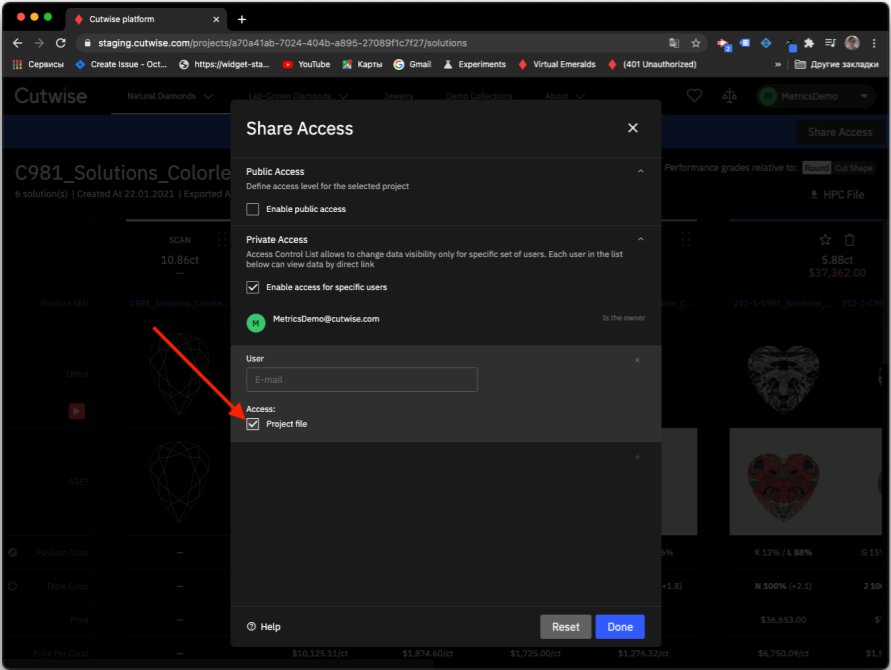 Cutwise platform
staging.cutwise.com/projects/a70a41ab-7024-404b-a895-27089f1c7f27/solutions
Сервисы
Create Issue - Oct...
https://widget-sta...
YouTube
Карты
Gmail
Experiments
Virtual Emeralds
(401 Unauthorized)
»
Другие закладки
Cutwise
Natural Diamonds
Lab-Grown Diamonds
Jewelry
Demo Collections
About
M
MetricsDemo
Share Access
C981_Solutions_Colorle
6 solution(s) | Created At 22.01.2021 | Exported A
Performance grades relative to: Round Cut Shape
HPC File
Share Access
Public Access
Define access level for the selected project
Enable public access
Private Access
Access Control List allows to change data visibility only for specific set of users. Each user in the list
below can view data by direct link
Enable access for specific users
M
MetricsDemo@cutwise.com
Is the owner
User
E-mail
Access:
Project file
Help
Reset
Done
SCAN
10.86ct
—
5.88ct
$37,362.00
Product SKU
C981_Solutions_Colorle...
212-1-C981_Solutions_...
Office
ASET
Pavilion Color
—
6%
K 12% / L 88%
G 15%
Table Color
—
+1.8)
N 100% (+2.1)
J 100
Price
—
$36,653.00
Price Per Carat
—
$10,125.11/ct
$1,874.60/ct
$1,725.00/ct
$1,276.32/ct
$6,750.09/ct